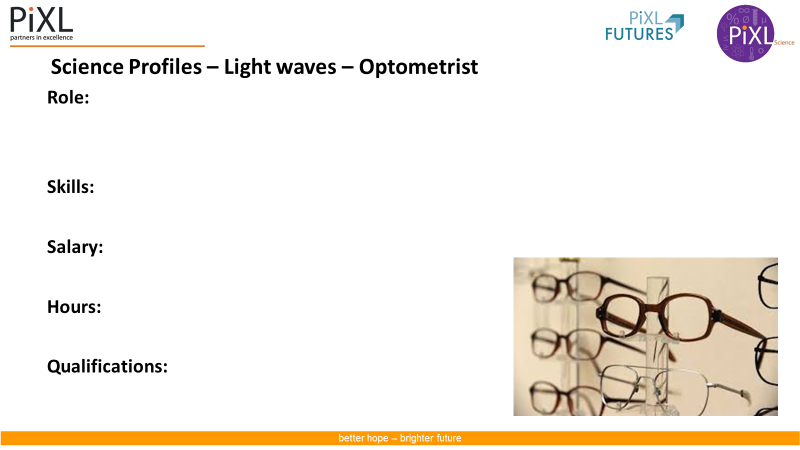 PiXL
partners in excellence
PiXL
FUTURES
PiXL
Science
Science Profiles – Light waves – Optometrist
Role:
Skills:
Salary:
Hours:
Qualifications:
better hope – brighter future